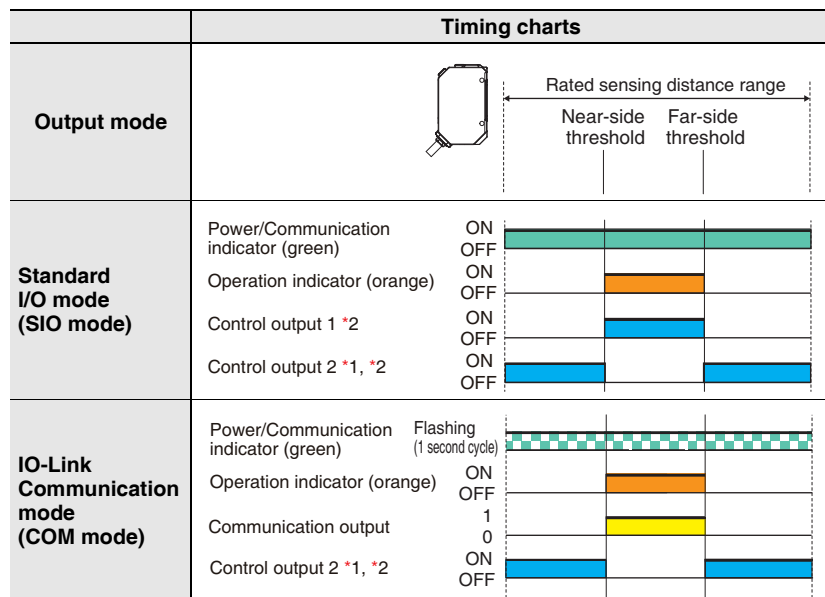 Timing charts
Output mode
Rated sensing distance range
Near-side threshold
Far-side threshold
Standard
I/O mode
(SIO mode)
Power/Communication
indicator (green)
ON
OFF
Operation indicator (orange)
ON
OFF
Control output 1 *2
ON
OFF
Control output 2 *1, *2
ON
OFF
IO-Link
Communication
mode
(COM mode)
Power/Communication
indicator (green)
Flashing
(1 second cycle)
Operation indicator (orange)
ON
OFF
Communication output
1
0
Control output 2 *1, *2
ON
OFF